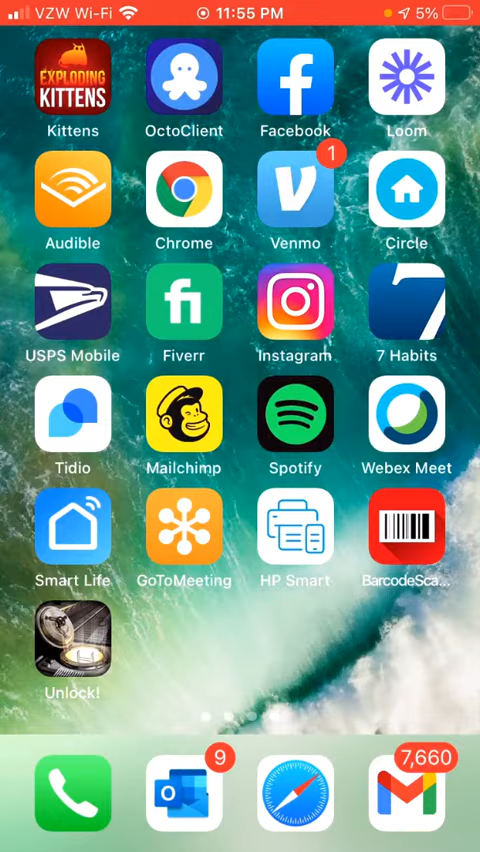 VZW Wi-Fi 11:55 PM 5%
EXPLODING
KITTENS
Kittens OctoClient Facebook Loom
1
Audible Chrome Venmo Circle
fi 7
USPS Mobile Fiverr Instagram 7 Habits
Tidio Mailchimp Spotify Webex Meet
Smart Life GoToMeeting HP Smart BarcodeSca...
Unlock!
9 7,660